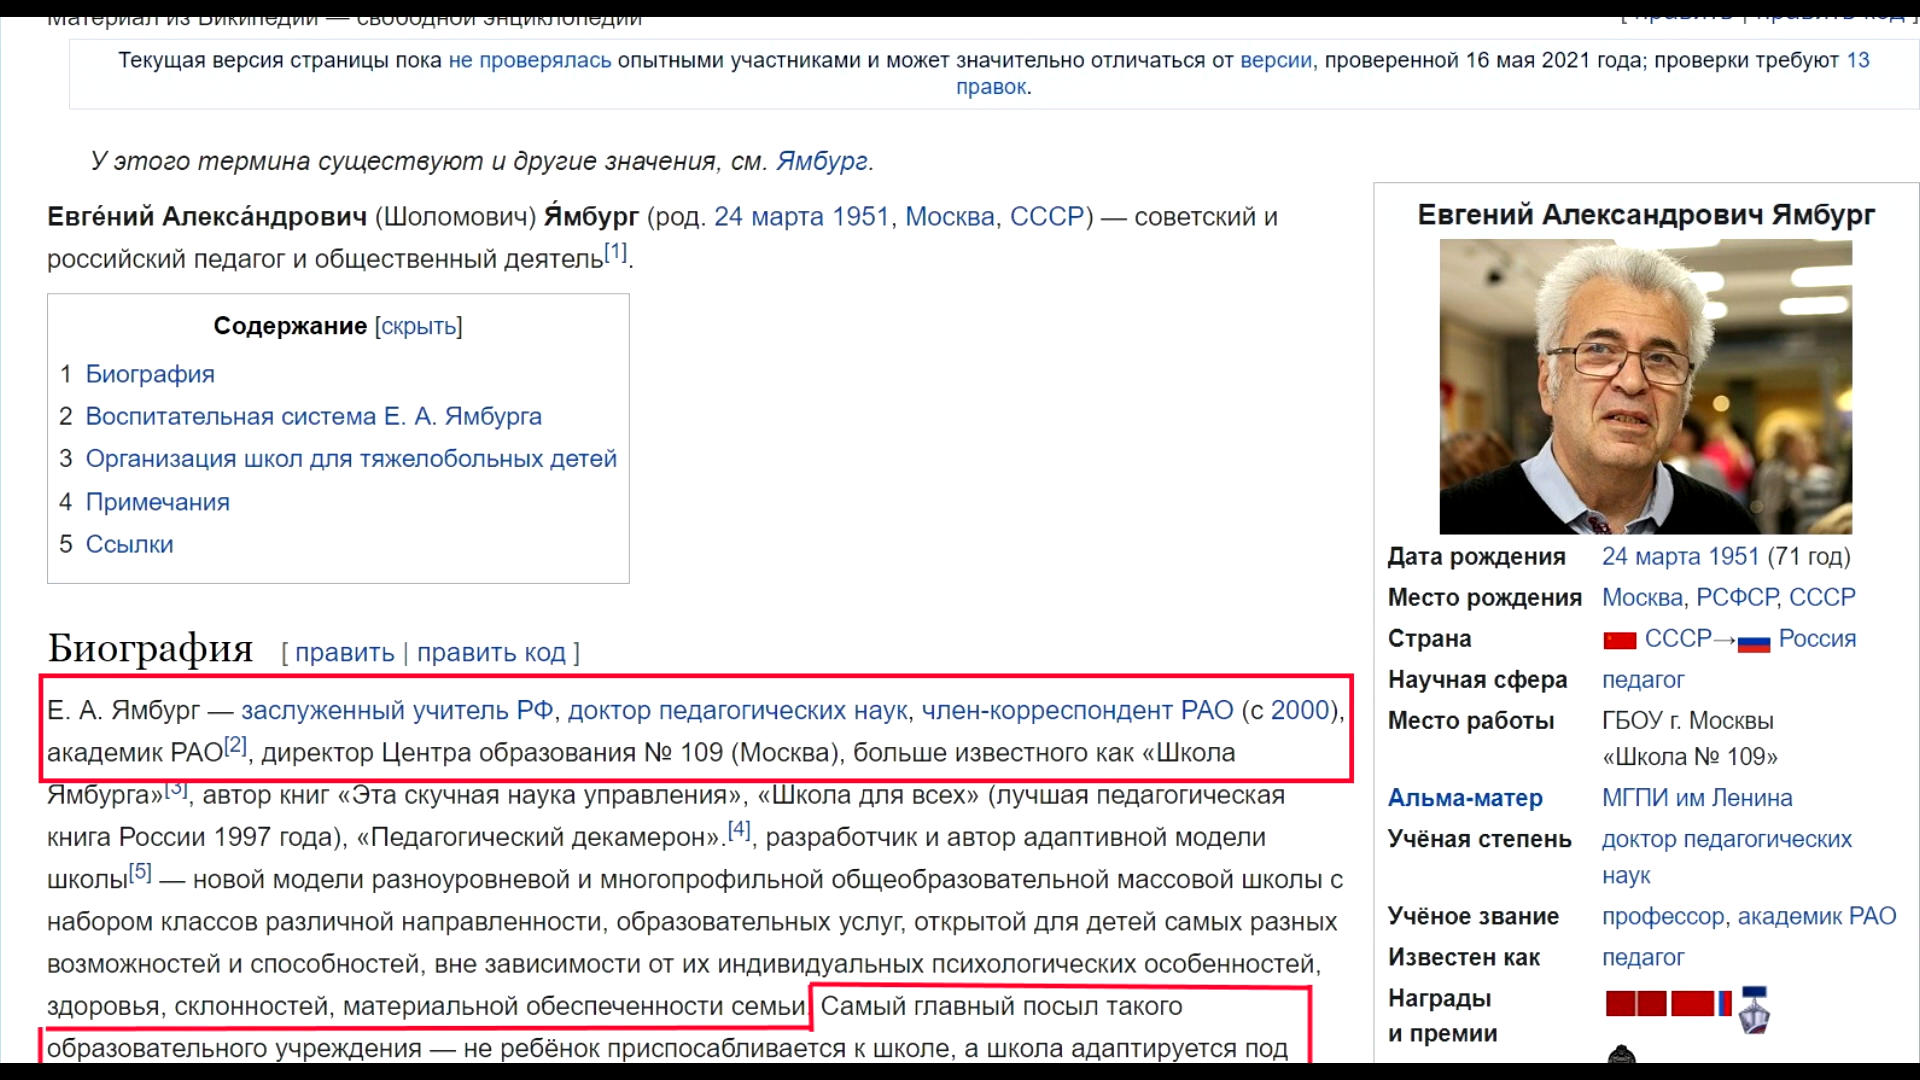 Материал из Википедии — свободной энциклопедии
[ править | править код ]
Текущая версия страницы пока не проверялась опытными участниками и может значительно отличаться от версии, проверенной 16 мая 2021 года; проверки требуют 13
правок.
У этого термина существуют и другие значения, см. Ямбург.
Евге́ний Алекса́ндрович (Шоломович) Я́мбург (род. 24 марта 1951, Москва, СССР) — советский и
российский педагог и общественный деятель[1].
Содержание [скрыть]
1 Биография
2 Воспитательная система Е. А. Ямбурга
3 Организация школ для тяжелобольных детей
4 Примечания
5 Ссылки
Биография [ править | править код ]
Е. А. Ямбург — заслуженный учитель РФ, доктор педагогических наук, член-корреспондент РАО (с 2000),
академик РАО[2], директор Центра образования № 109 (Москва), больше известного как «Школа
Ямбурга»[3], автор книг «Эта скучная наука управления», «Школа для всех» (лучшая педагогическая
книга России 1997 года), «Педагогический декамерон».[4], разработчик и автор адаптивной модели
школы[5] — новой модели разноуровневой и многопрофильной общеобразовательной массовой школы с
набором классов различной направленности, образовательных услуг, открытой для детей самых разных
возможностей и способностей, вне зависимости от их индивидуальных психологических особенностей,
здоровья, склонностей, материальной обеспеченности семьи. Самый главный посыл такого
образовательного учреждения — не ребёнок приспосабливается к школе, а школа адаптируется под
Евгений Александрович Ямбург
Дата рождения 24 марта 1951 (71 год)
Место рождения Москва, РСФСР, СССР
Страна СССР→ Россия
Научная сфера педагог
Место работы ГБОУ г. Москвы
«Школа № 109»
Альма-матер МГПИ им Ленина
Учёная степень доктор педагогических
наук
Учёное звание профессор, академик РАО
Известен как педагог
Награды
и премии